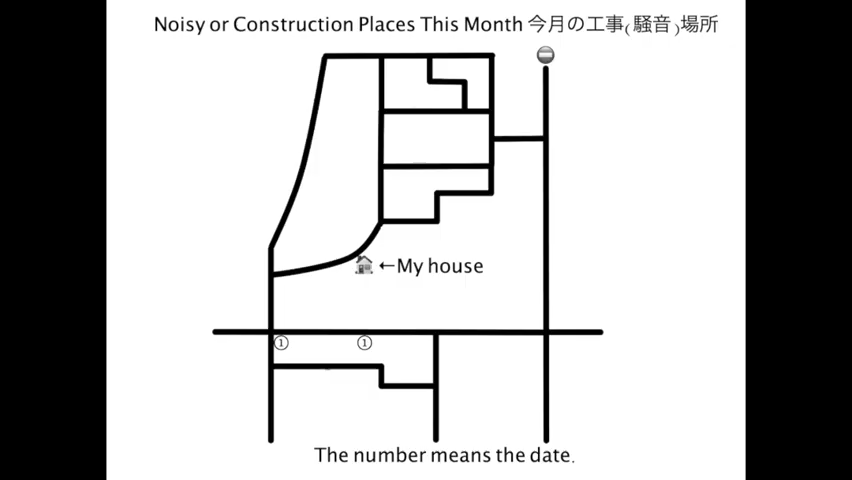 Noisy or Construction Places This Month 今月の工事(騒音)場所
←My house
① ①
The number means the date.